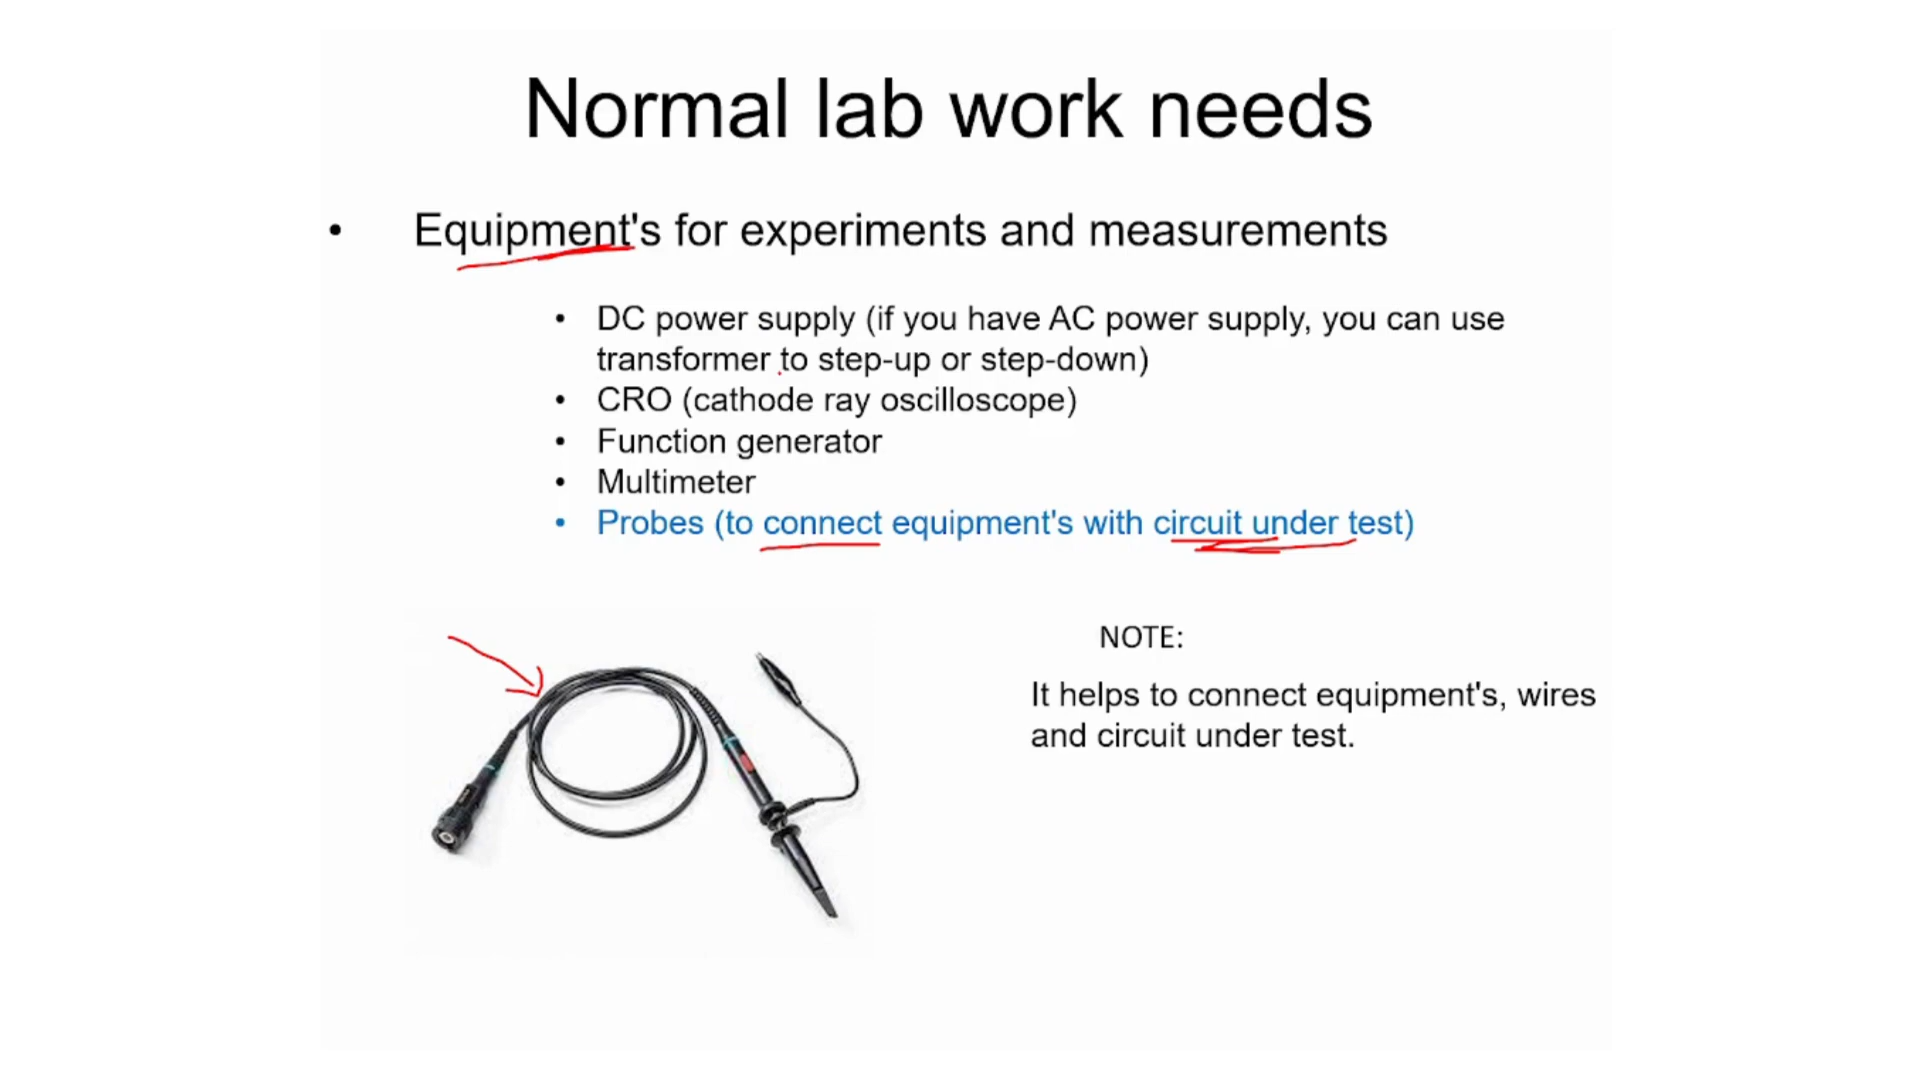 Normal lab work needs
• Equipment's for experiments and measurements
• DC power supply (if you have AC power supply, you can use
transformer to step-up or step-down)
• CRO (cathode ray oscilloscope)
• Function generator
• Multimeter
• Probes (to connect equipment's with circuit under test)
NOTE:
It helps to connect equipment's, wires
and circuit under test.